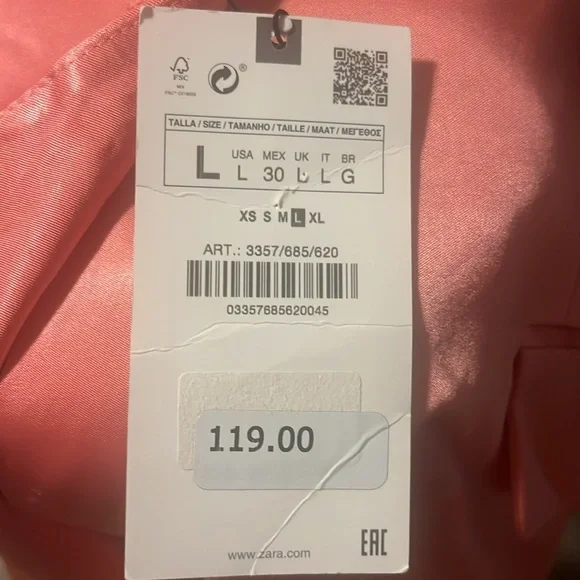 FSC
®
TALLA / SIZE / TAMANHO / TAILLE / MAAT / ΜΕΓΕΘΟΣ
L
USA MEX UK IT BR
L 30 L L G
XS S M L XL
ART.: 3357/685/620
03357685620045
119.00
www.zara.com
EAC